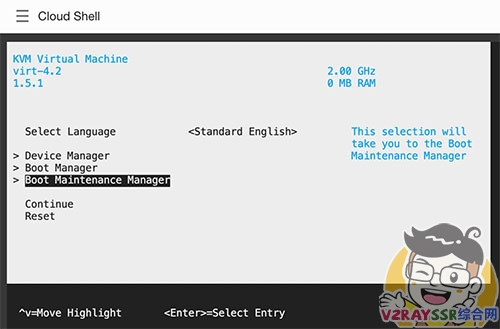 Cloud Shell
KVM Virtual Machine
virt-4.2 2.00 GHz
1.5.1 0 MB RAM
Select Language <Standard English> This selection will
take you to the Boot
> Device Manager Maintenance Manager
> Boot Manager
> Boot Maintenance Manager
Continue
Reset
^v=Move Highlight <Enter>=Select Entry
V2RAYSSR综合网